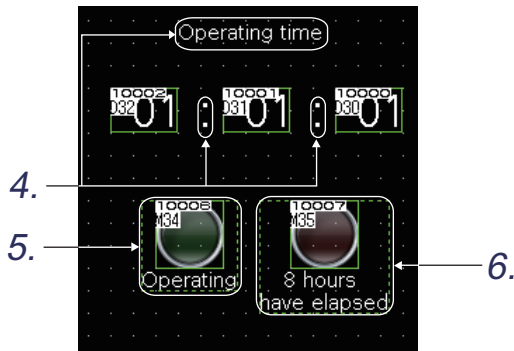 Operating time
10002 10001 10000
D32 01 : D31 01 : D30 01
4.
10006 10007
M34 M35
5. 6.
Operating 8 hours
have elapsed